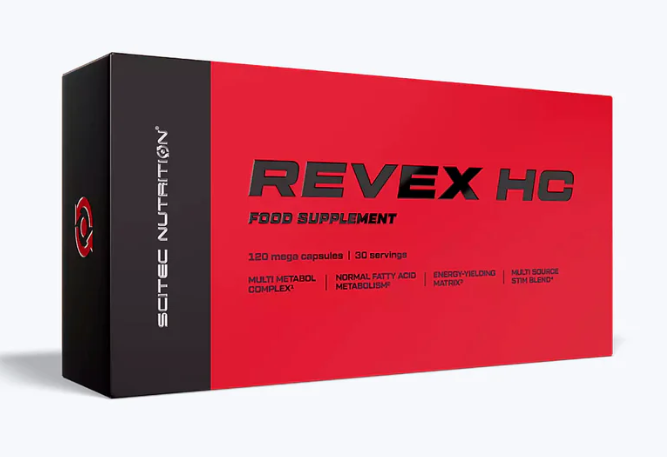 SCITEC NUTRITION®
REVEX HC
FOOD SUPPLEMENT
120 mega capsules | 30 servings
MULTI METABOL
COMPLEX¹
NORMAL FATTY ACID
METABOLISM²
ENERGY-YIELDING
MATRIX³
MULTI SOURCE
STIM BLEND⁴